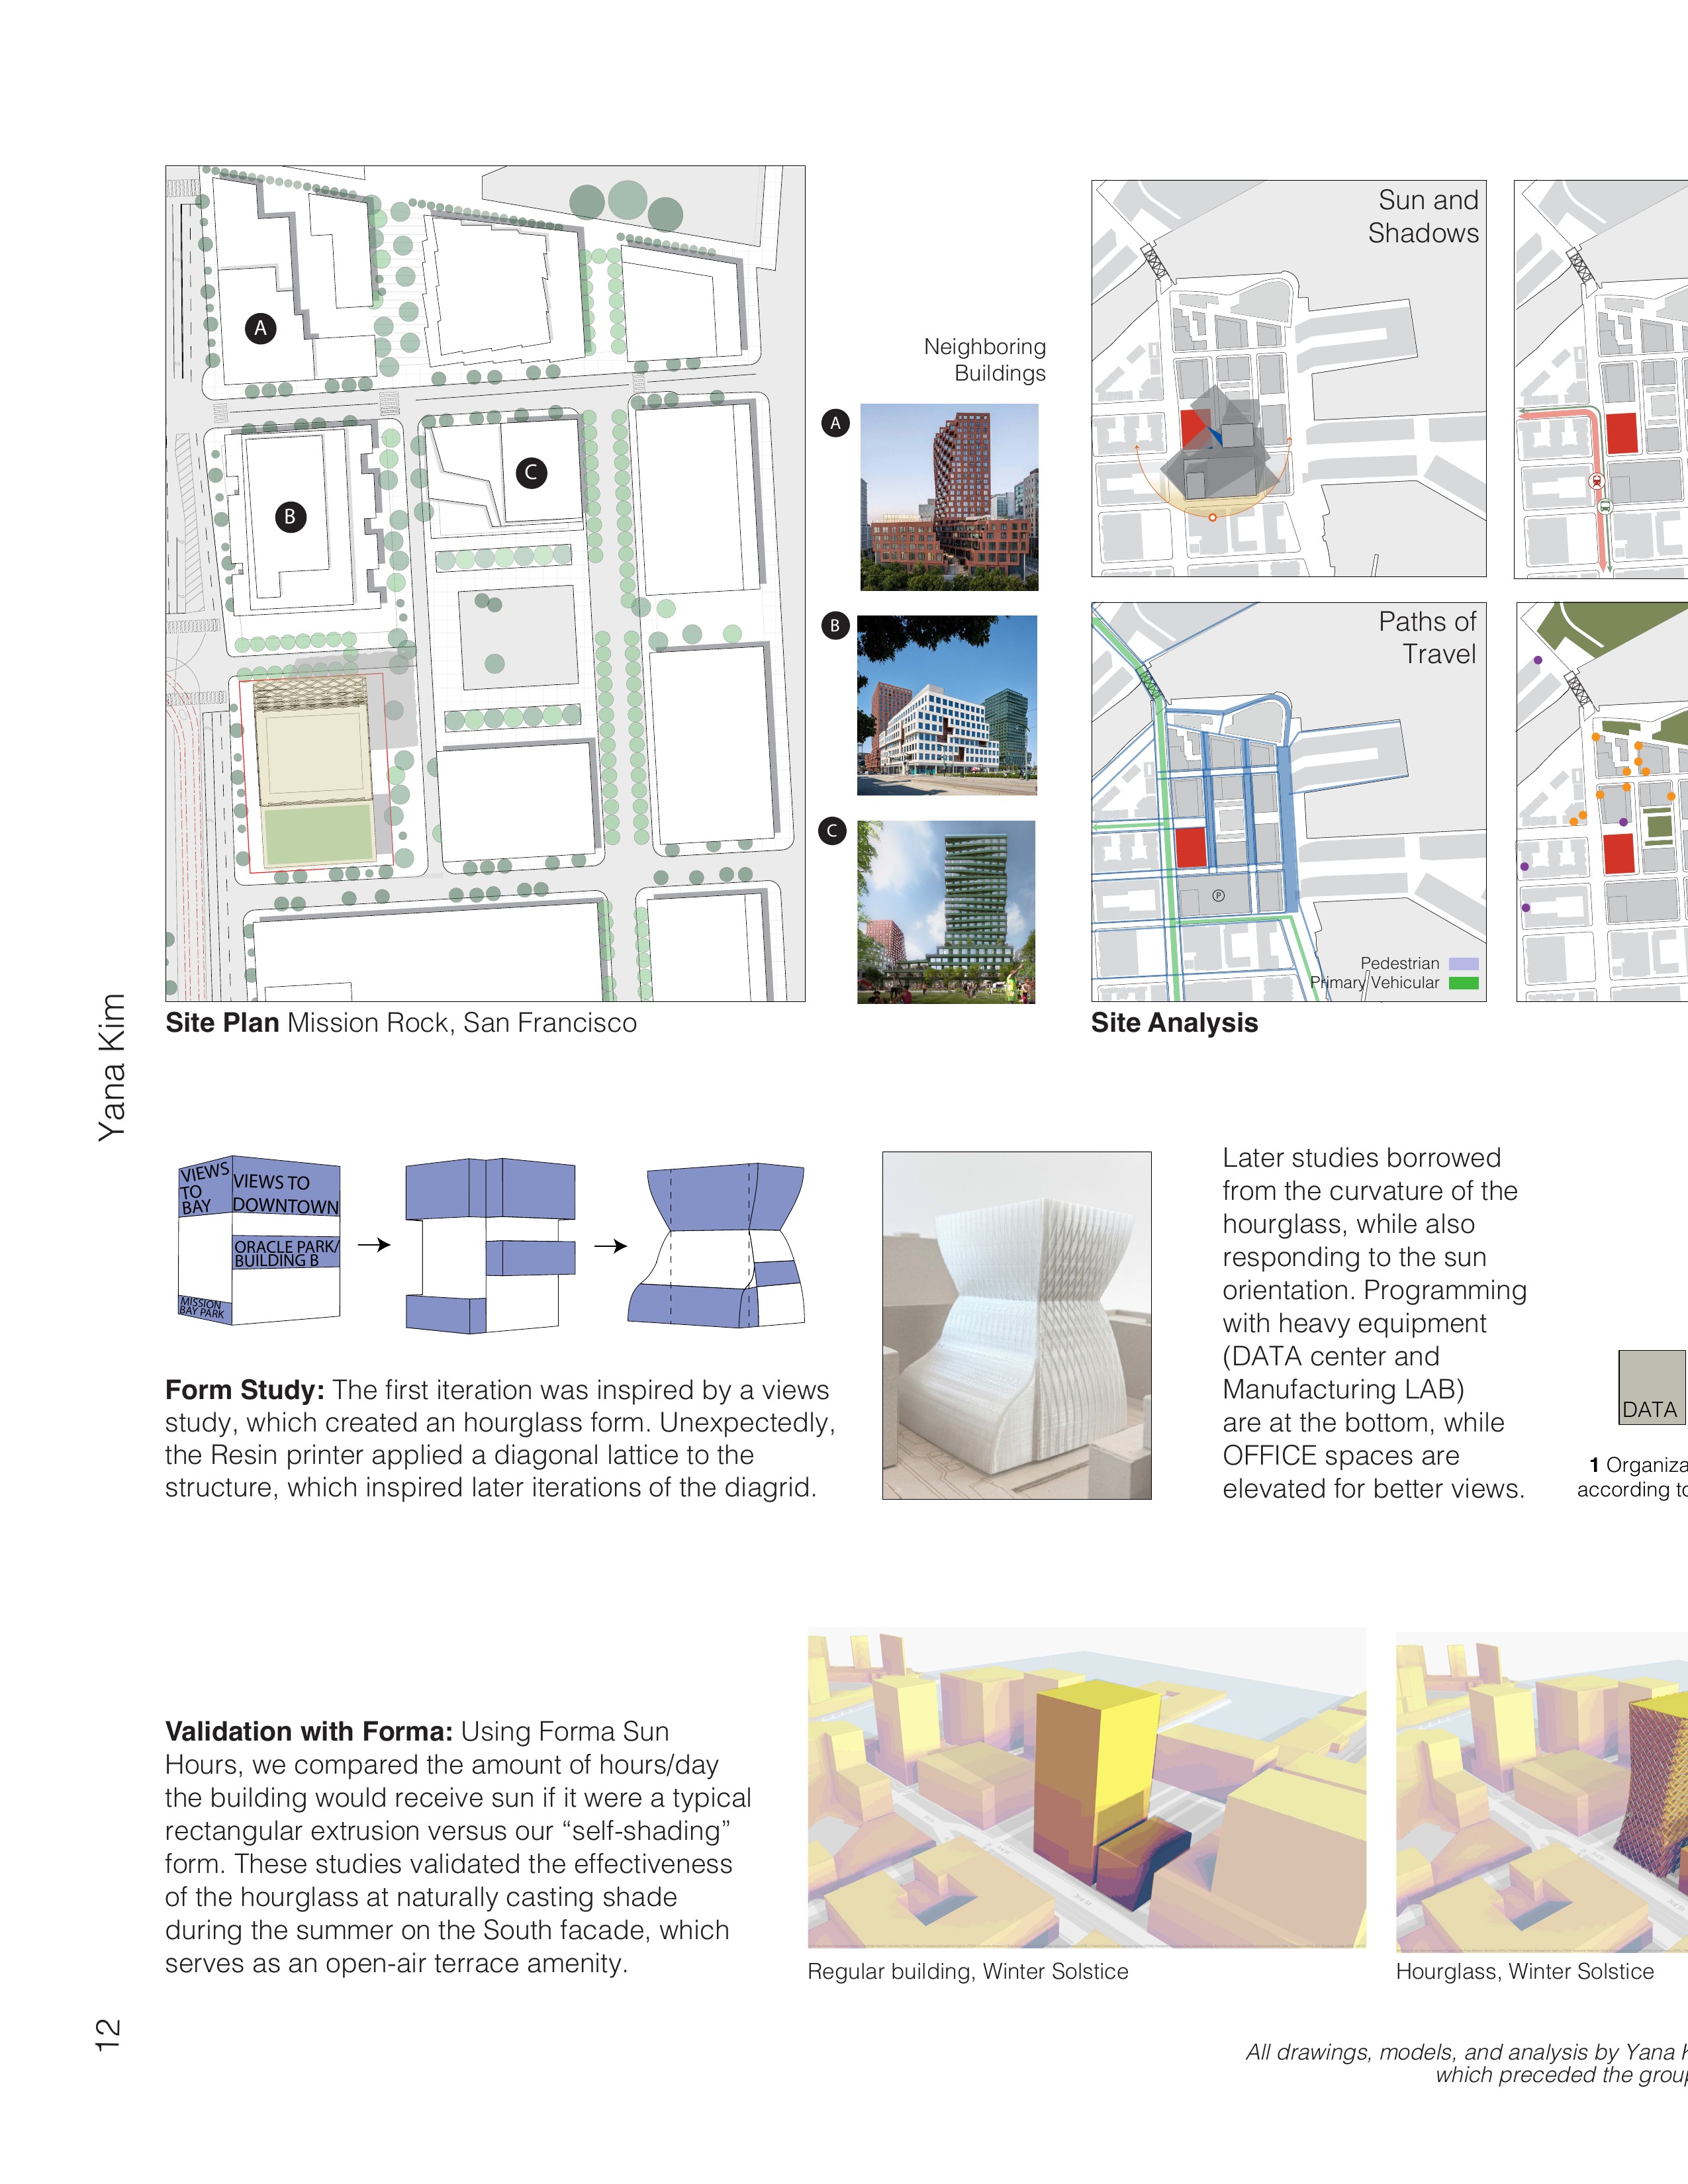 Sun and
Shadows
A
B
C
Neighboring
Buildings
A
B
C
Paths of
Travel
P
Pedestrian
Primary Vehicular
Site Plan Mission Rock, San Francisco
Site Analysis
Yana Kim
VIEWS
TO
BAY
VIEWS TO
DOWNTOWN
ORACLE PARK/
BUILDING B
MISSION
BAY PARK
Form Study: The first iteration was inspired by a views
study, which created an hourglass form. Unexpectedly,
the Resin printer applied a diagonal lattice to the
structure, which inspired later iterations of the diagrid.
Later studies borrowed
from the curvature of the
hourglass, while also
responding to the sun
orientation. Programming
with heavy equipment
(DATA center and
Manufacturing LAB)
are at the bottom, while
OFFICE spaces are
elevated for better views.
DATA
1 Organiza
according to
Validation with Forma: Using Forma Sun
Hours, we compared the amount of hours/day
the building would receive sun if it were a typical
rectangular extrusion versus our “self-shading”
form. These studies validated the effectiveness
of the hourglass at naturally casting shade
during the summer on the South facade, which
serves as an open-air terrace amenity.
Regular building, Winter Solstice
Hourglass, Winter Solstice
12
All drawings, models, and analysis by Yana
which preceded the group